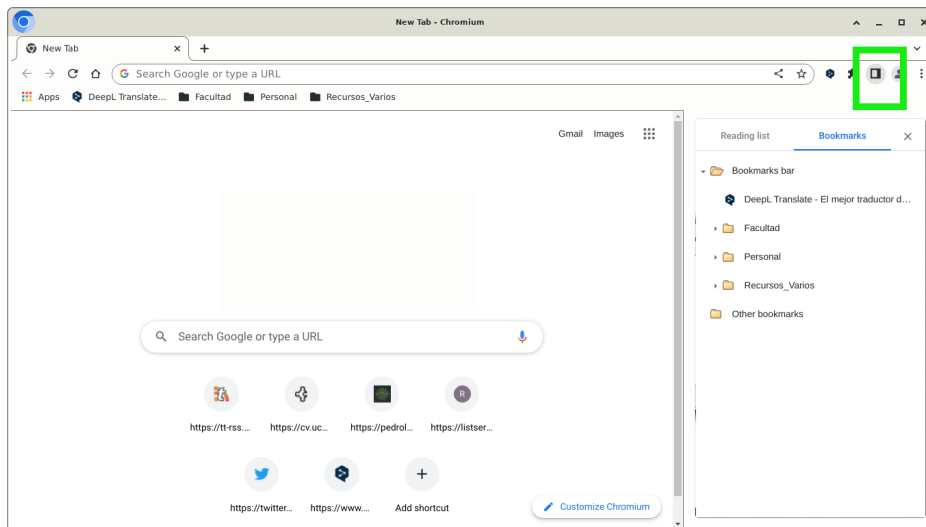 New Tab - Chromium
New Tab
Search Google or type a URL
Apps DeepL Translate... Facultad Personal Recursos_Varios
Gmail Images
Reading list Bookmarks
Bookmarks bar
DeepL Translate - El mejor traductor d...
Facultad
Personal
Recursos_Varios
Other bookmarks
Search Google or type a URL
R
https://tt-rss.... https://cv.uc... https://pedrol... https://listser...
https://twitter... https://www.... Add shortcut
Customize Chromium